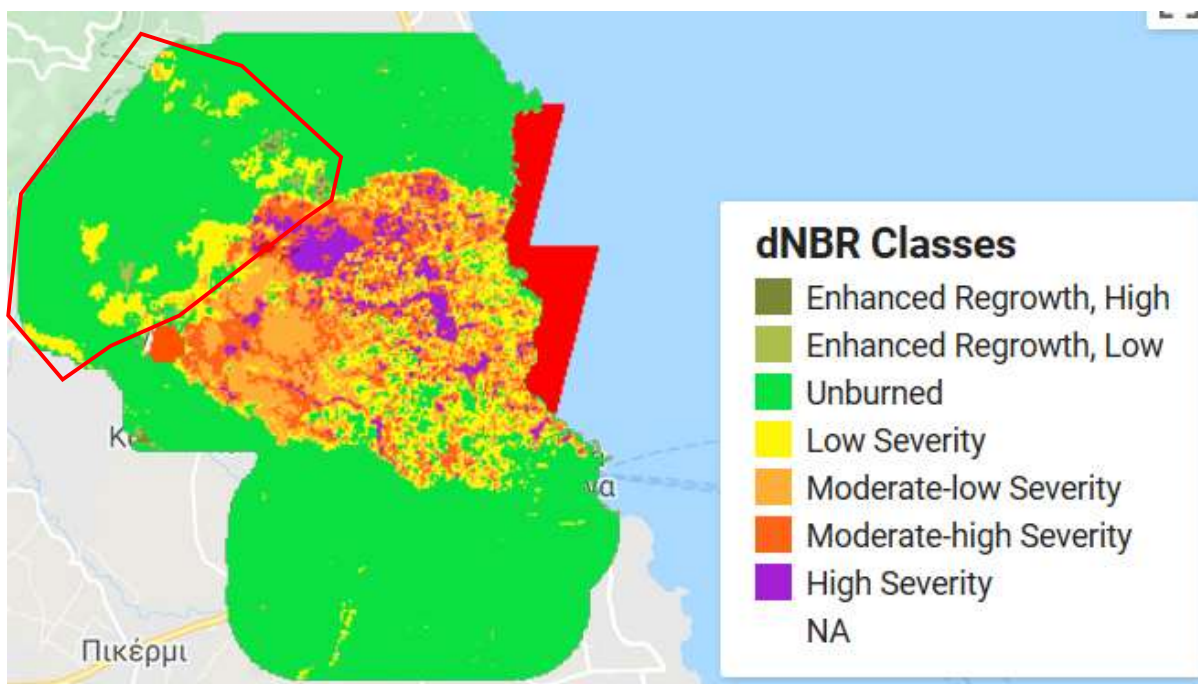 dNBR Classes
Enhanced Regrowth, High
Enhanced Regrowth, Low
Unburned
Low Severity
Moderate-low Severity
Moderate-high Severity
High Severity
NA
Πικέρμι